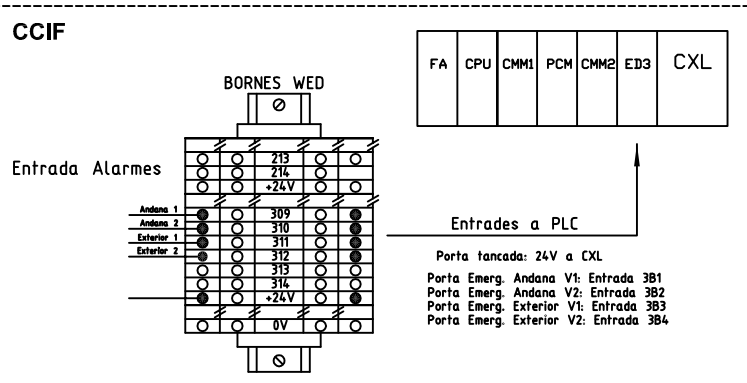 CCIF
FA CPU CMM1 PCM CMM2 ED3 CXL
BORNES WED
Entrada Alarmes
213
214
+24V
Andana 1 309
Andana 2 310
Exterior 1 311
Exterior 2 312
313
314
+24V
0V
Entrades a PLC
Porta tancada: 24V a CXL
Porta Emerg. Andana V1: Entrada 3B1
Porta Emerg. Andana V2: Entrada 3B2
Porta Emerg. Exterior V1: Entrada 3B3
Porta Emerg. Exterior V2: Entrada 3B4